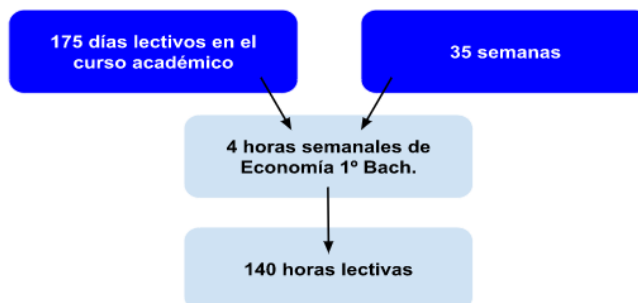 175 días lectivos en el
curso académico
35 semanas
4 horas semanales de
Economía 1º Bach.
140 horas lectivas